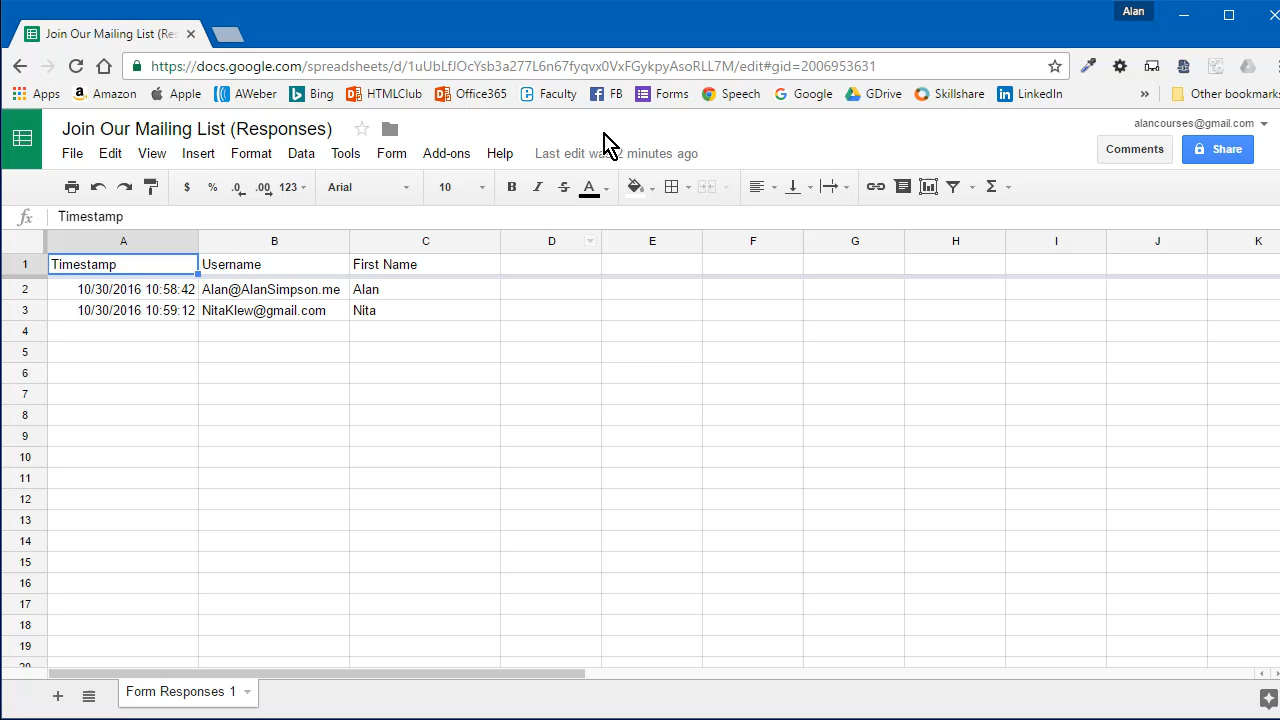 Alan
Join Our Mailing List (Res
https://docs.google.com/spreadsheets/d/1uUbLfJOcYsb3a277L6n67fyqvx0VxFGykpyAsoRLL7M/edit#gid=2006953631
Apps Amazon Apple AWeber Bing HTMLClub Office365 Faculty FB Forms Speech Google GDrive Skillshare LinkedIn » Other bookmarks
Join Our Mailing List (Responses)
alancourses@gmail.com
File Edit View Insert Format Data Tools Form Add-ons Help Last edit 2 minutes ago
Comments Share
$ % .0 .00 123 Arial 10 B I S A Σ
fx Timestamp
A B C D E F G H I J K
1 Timestamp Username First Name
2 10/30/2016 10:58:42 Alan@AlanSimpson.me Alan
3 10/30/2016 10:59:12 NitaKlew@gmail.com Nita
4
5
6
7
8
9
10
11
12
13
14
15
16
17
18
19
20
+ Form Responses 1